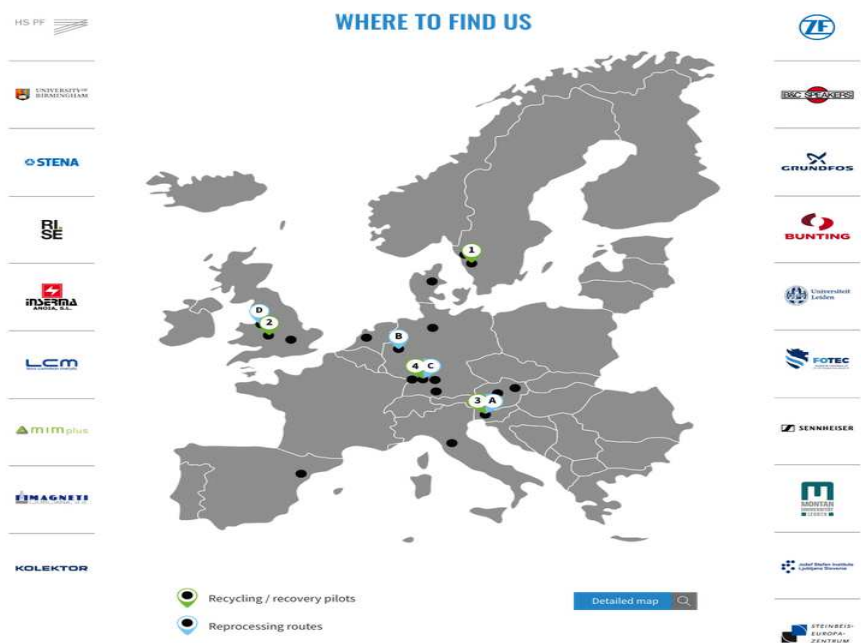 WHERE TO FIND US
HS PF
UNIVERSITY OF
BIRMINGHAM
STENA
RI.
SE
INSERMA
ANOIA, S.L.
LCM
MIMplus
MAGNETI
KOLEKTOR
1
D
2
B
4
C
3
A
Recycling / recovery pilots
Reprocessing routes
Detailed map
ZF
B&C SPEAKERS
GRUNDFOS
BUNTING
Universiteit
Leiden
FOTEC
SENNHEISER
MONTAN
UNIVERSITÄT
LEOBEN
Jožef Stefan Institute
Ljubljana Slovenia
STEINBEIS-
EUROPA-
ZENTRUM